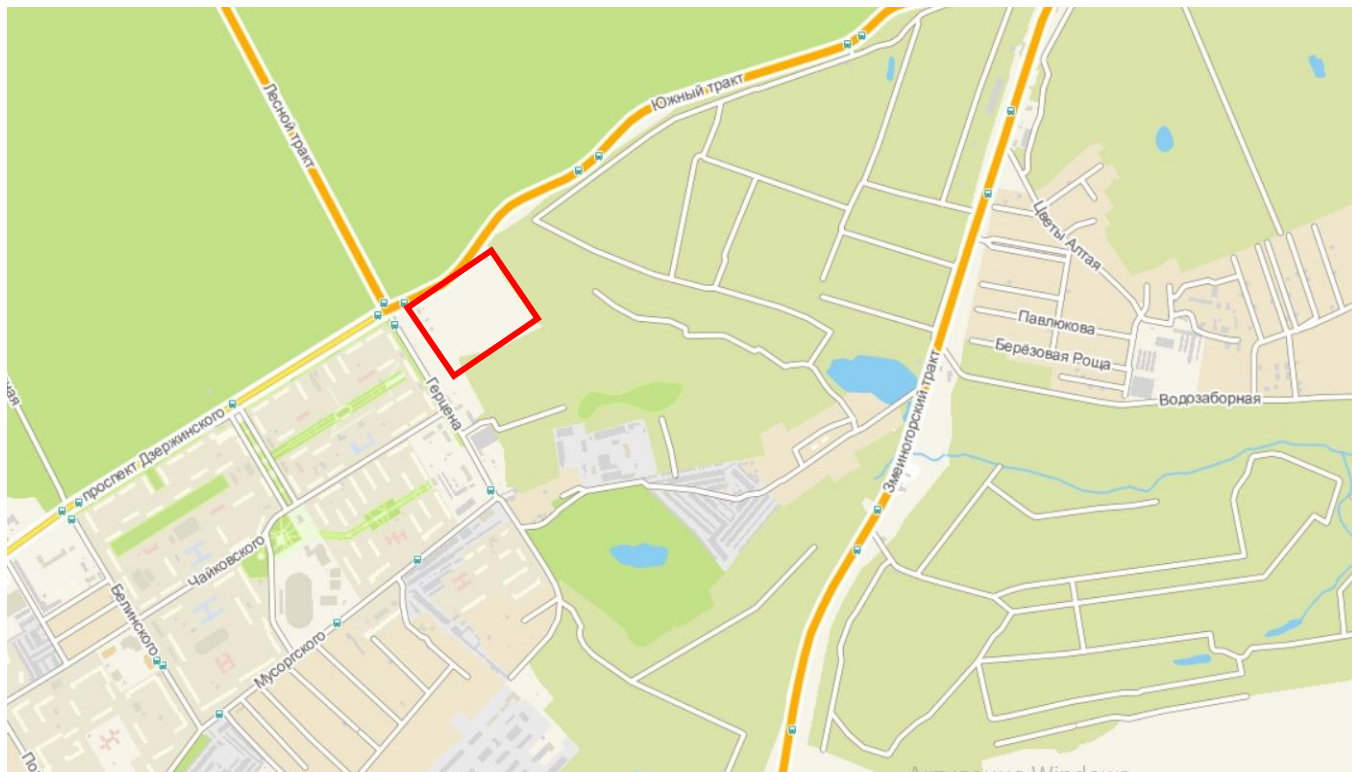 Южный тракт
Лесной тракт
Цветы Алтая
Павлюкова
Берёзовая Роща
Водозаборная
Змеиногорский тракт
Герцена
проспект Дзержинского
Чайковского
Белинского
Мусоргского